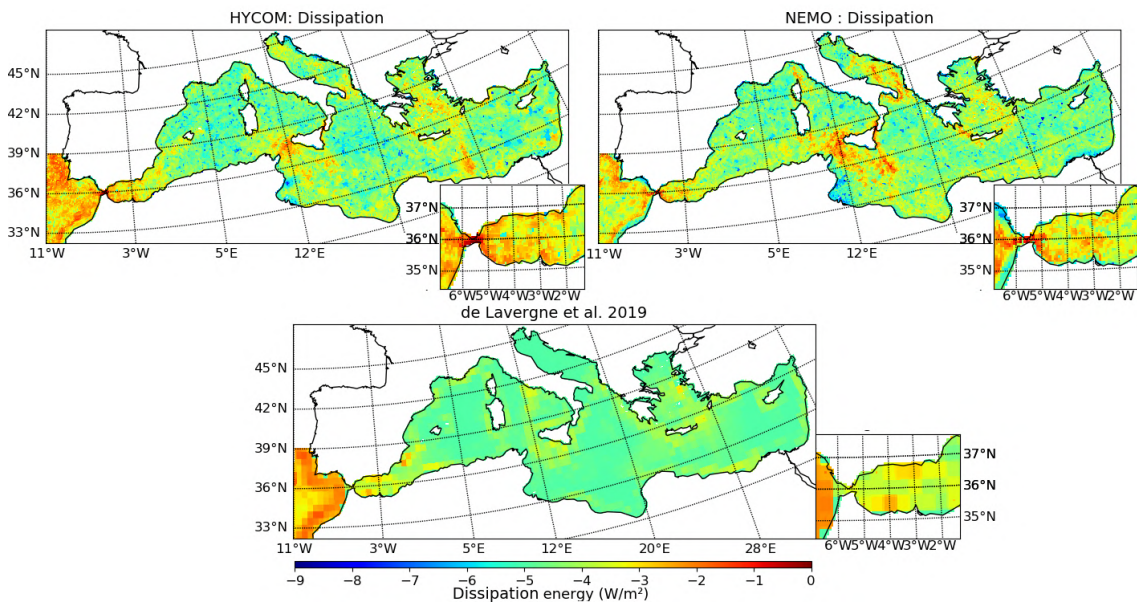 HYCOM: Dissipation
NEMO : Dissipation
45°N
42°N
39°N
36°N
33°N
11°W 3°W 5°E 12°E
37°N
36°N
35°N
6°W5°W4°W3°W2°W
45°N
42°N
39°N
36°N
33°N
11°W 3°W 5°E 12°E
37°N
36°N
35°N
6°W5°W4°W3°W2°W
de Lavergne et al. 2019
45°N
42°N
39°N
36°N
33°N
11°W 3°W 5°E 12°E 20°E 28°E
37°N
36°N
35°N
6°W5°W4°W3°W2°W
−9 −8 −7 −6 −5 −4 −3 −2 −1 0
Dissipation energy (W/m²)